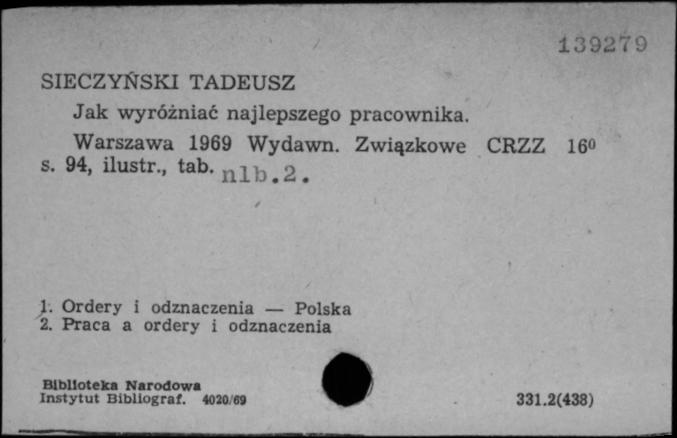 139279
SIECZYŃSKI TADEUSZ
Jak wyróżniać najlepszego pracownika.
Warszawa 1969 Wydawn. Związkowe CRZZ 16⁰
s. 94, ilustr., tab. nlb.2.
1. Ordery i odznaczenia — Polska
2. Praca a ordery i odznaczenia
Biblioteka Narodowa
Instytut Bibliograf. 4020/69
331.2(438)